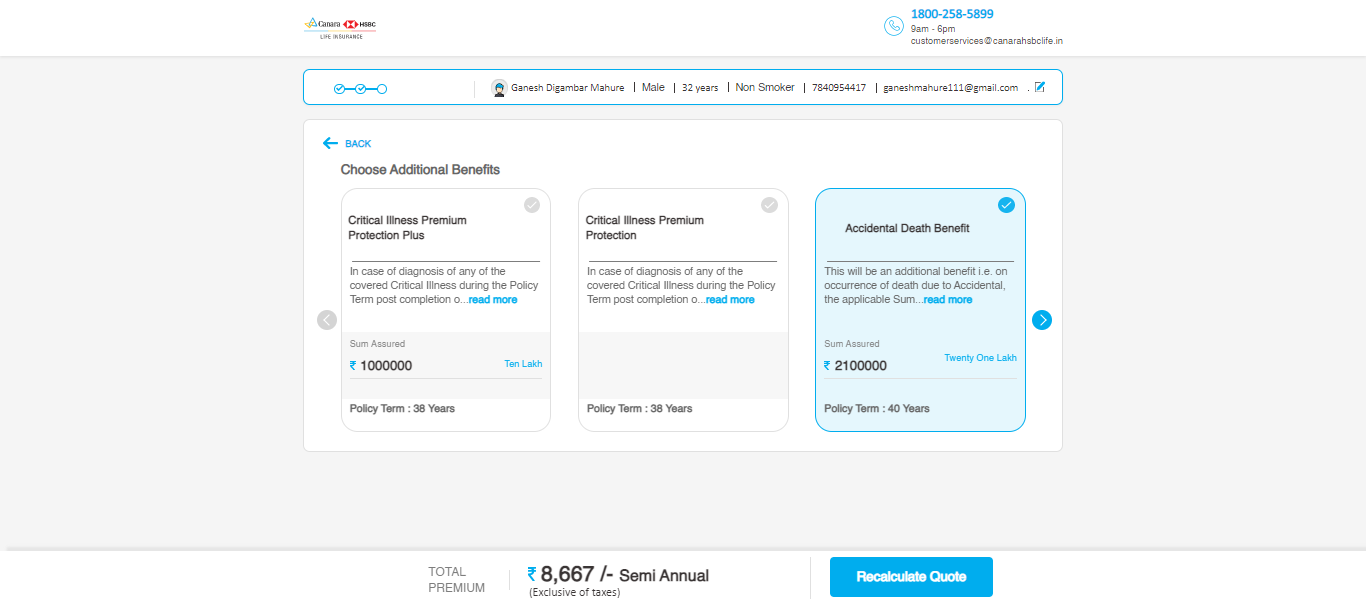 Canara HSBC
LIFE INSURANCE
1800-258-5899
9am - 6pm
customerservices@canarahsbclife.in
Ganesh Digambar Mahure | Male | 32 years | Non Smoker | 7840954417 | ganeshmahure111@gmail.com .
BACK
Choose Additional Benefits
Critical Illness Premium
Protection Plus
In case of diagnosis of any of the
covered Critical Illness during the Policy
Term post completion o...read more
Sum Assured
₹ 1000000 Ten Lakh
Policy Term : 38 Years
Critical Illness Premium
Protection
In case of diagnosis of any of the
covered Critical Illness during the Policy
Term post completion o...read more
Policy Term : 38 Years
Accidental Death Benefit
This will be an additional benefit i.e. on
occurrence of death due to Accidental,
the applicable Sum...read more
Sum Assured
₹ 2100000 Twenty One Lakh
Policy Term : 40 Years
TOTAL
PREMIUM
₹ 8,667 /- Semi Annual
(Exclusive of taxes)
Recalculate Quote